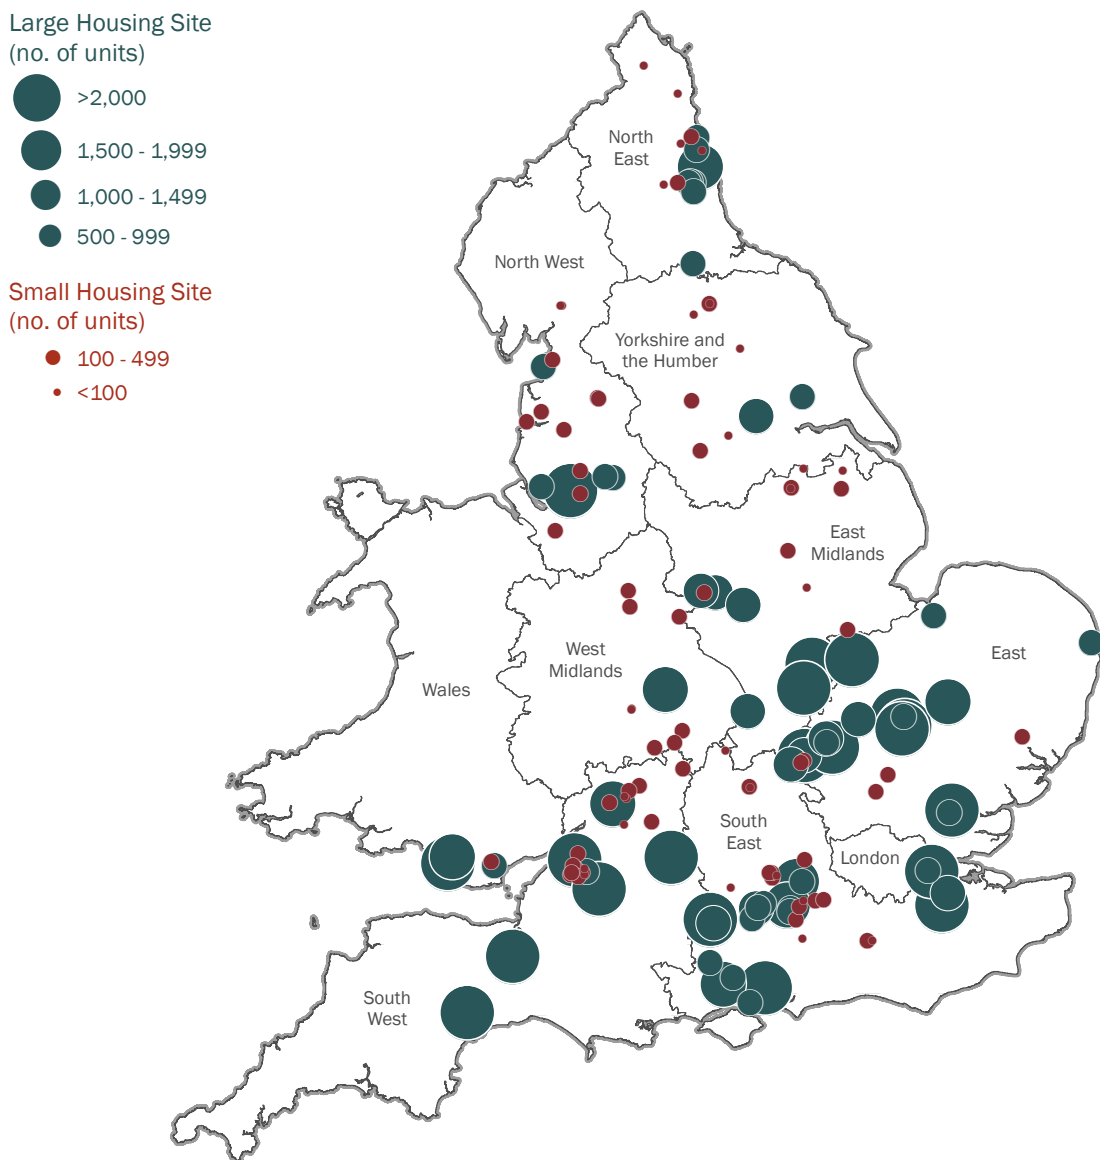 Large Housing Site
(no. of units)
>2,000
1,500 - 1,999
1,000 - 1,499
500 - 999
Small Housing Site
(no. of units)
100 - 499
<100
North
East
North West
Yorkshire and
the Humber
East
Midlands
West
Midlands
East
Wales
South
East
London
South
West